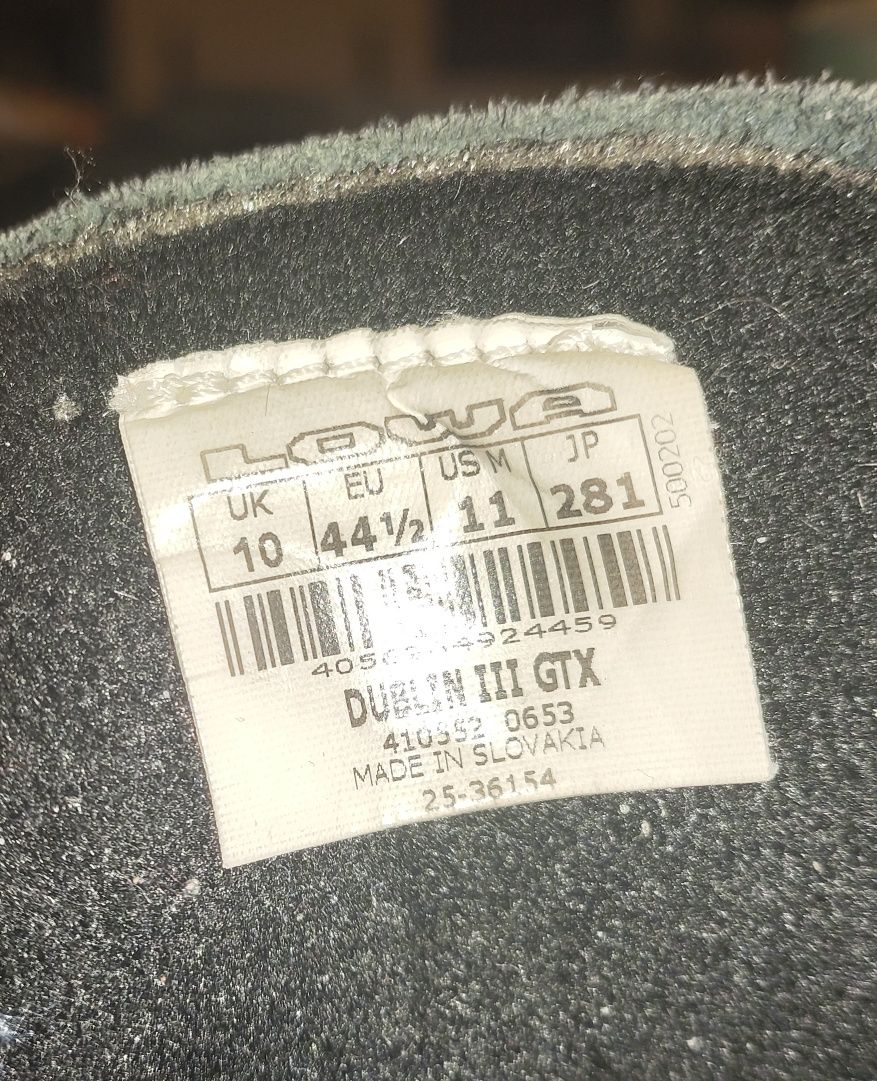 LOWA
UK EU US M JP
10 44½ 11 281
500202
DUBLIN III GTX
0653
MADE IN SLOVAKIA
25-36154